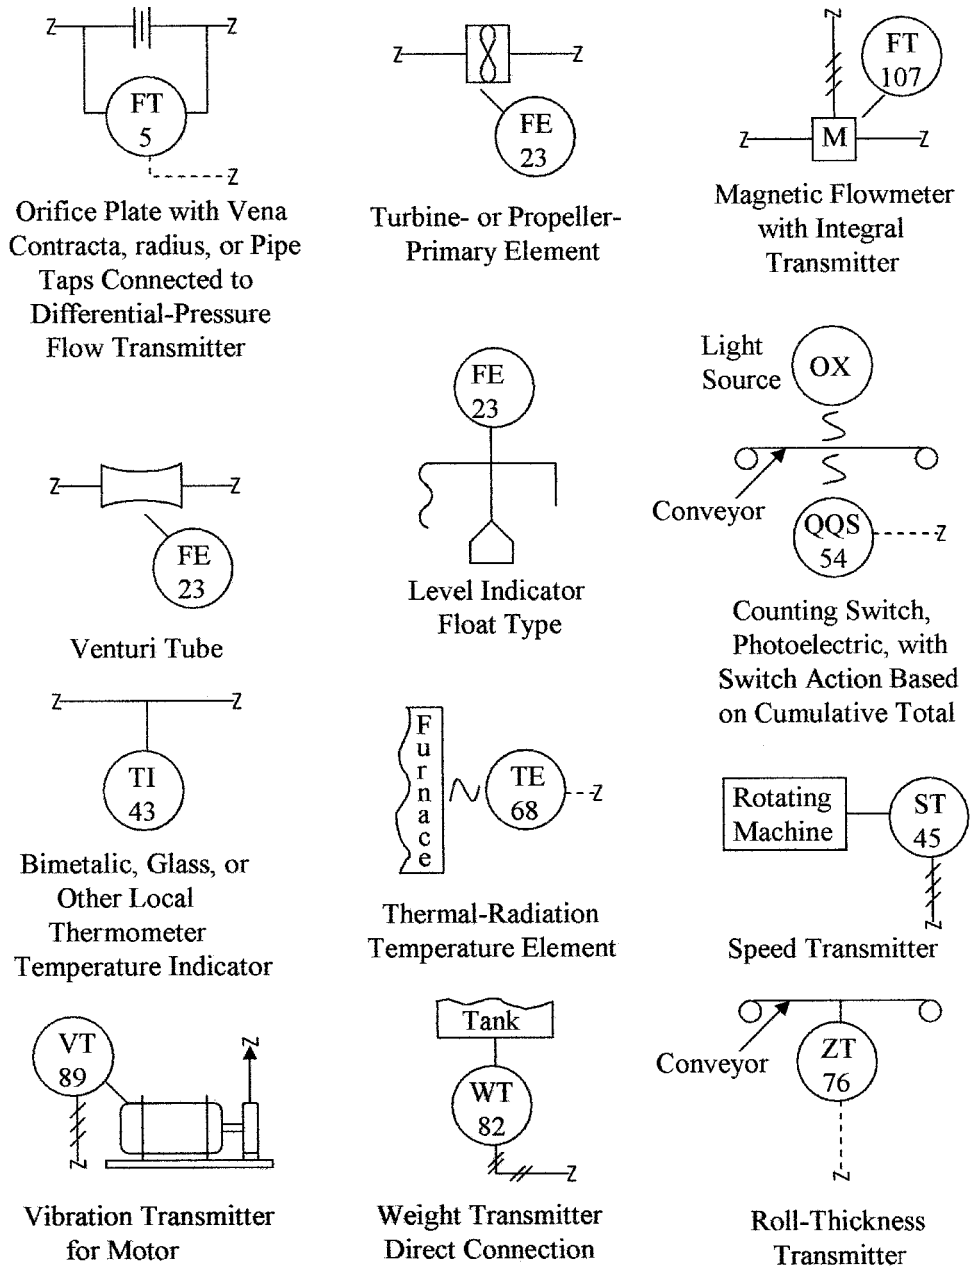 FT
5
Orifice Plate with Vena
Contracta, radius, or Pipe
Taps Connected to
Differential-Pressure
Flow Transmitter
FE
23
Turbine- or Propeller-
Primary Element
FT
107
M
Magnetic Flowmeter
with Integral
Transmitter
FE
23
Venturi Tube
FE
23
Level Indicator
Float Type
Light
Source
OX
Conveyor
QQS
54
Counting Switch,
Photoelectric, with
Switch Action Based
on Cumulative Total
TI
43
Bimetalic, Glass, or
Other Local
Thermometer
Temperature Indicator
Furnace
TE
68
Thermal-Radiation
Temperature Element
Rotating
Machine
ST
45
Speed Transmitter
VT
89
Vibration Transmitter
for Motor
Tank
WT
82
Weight Transmitter
Direct Connection
Conveyor
ZT
76
Roll-Thickness
Transmitter